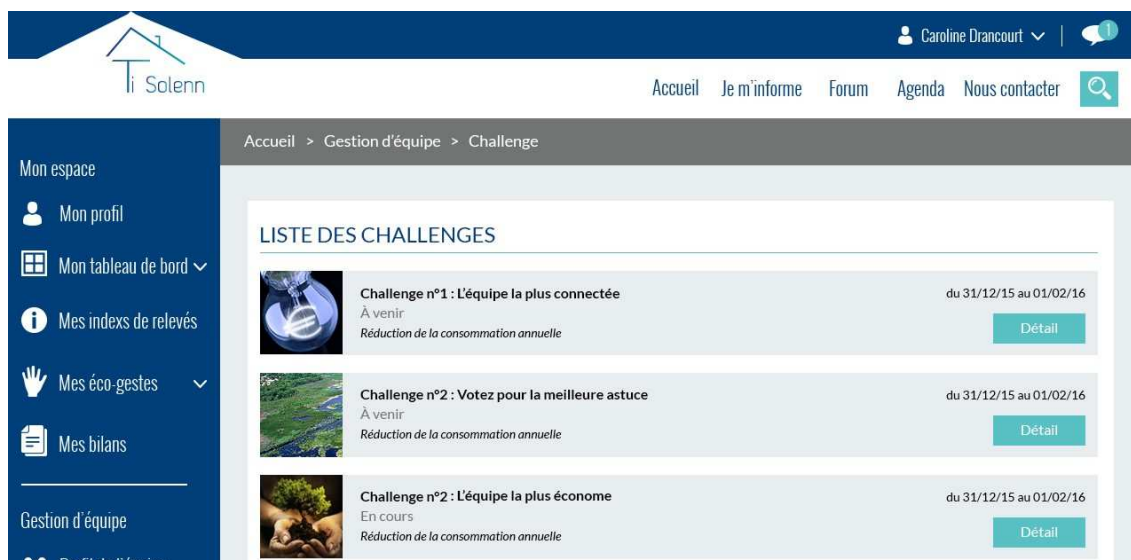 Caroline Drancourt
1
Ti Solenn
Accueil Je m'informe Forum Agenda Nous contacter
Accueil > Gestion d'équipe > Challenge
Mon espace
Mon profil
Mon tableau de bord
Mes indexs de relevés
Mes éco-gestes
Mes bilans
Gestion d'équipe
LISTE DES CHALLENGES
Challenge n°1 : L'équipe la plus connectée
du 31/12/15 au 01/02/16
À venir
Réduction de la consommation annuelle
Détail
Challenge n°2 : Votez pour la meilleure astuce
du 31/12/15 au 01/02/16
À venir
Réduction de la consommation annuelle
Détail
Challenge n°2 : L'équipe la plus économe
du 31/12/15 au 01/02/16
En cours
Réduction de la consommation annuelle
Détail